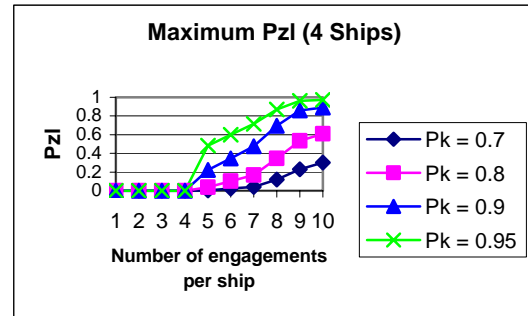 Maximum Pzl (4 Ships)
Pzl
1
0.8
0.6
0.4
0.2
0
1 2 3 4 5 6 7 8 9 10
Number of engagements
per ship
Pk = 0.7
Pk = 0.8
Pk = 0.9
Pk = 0.95